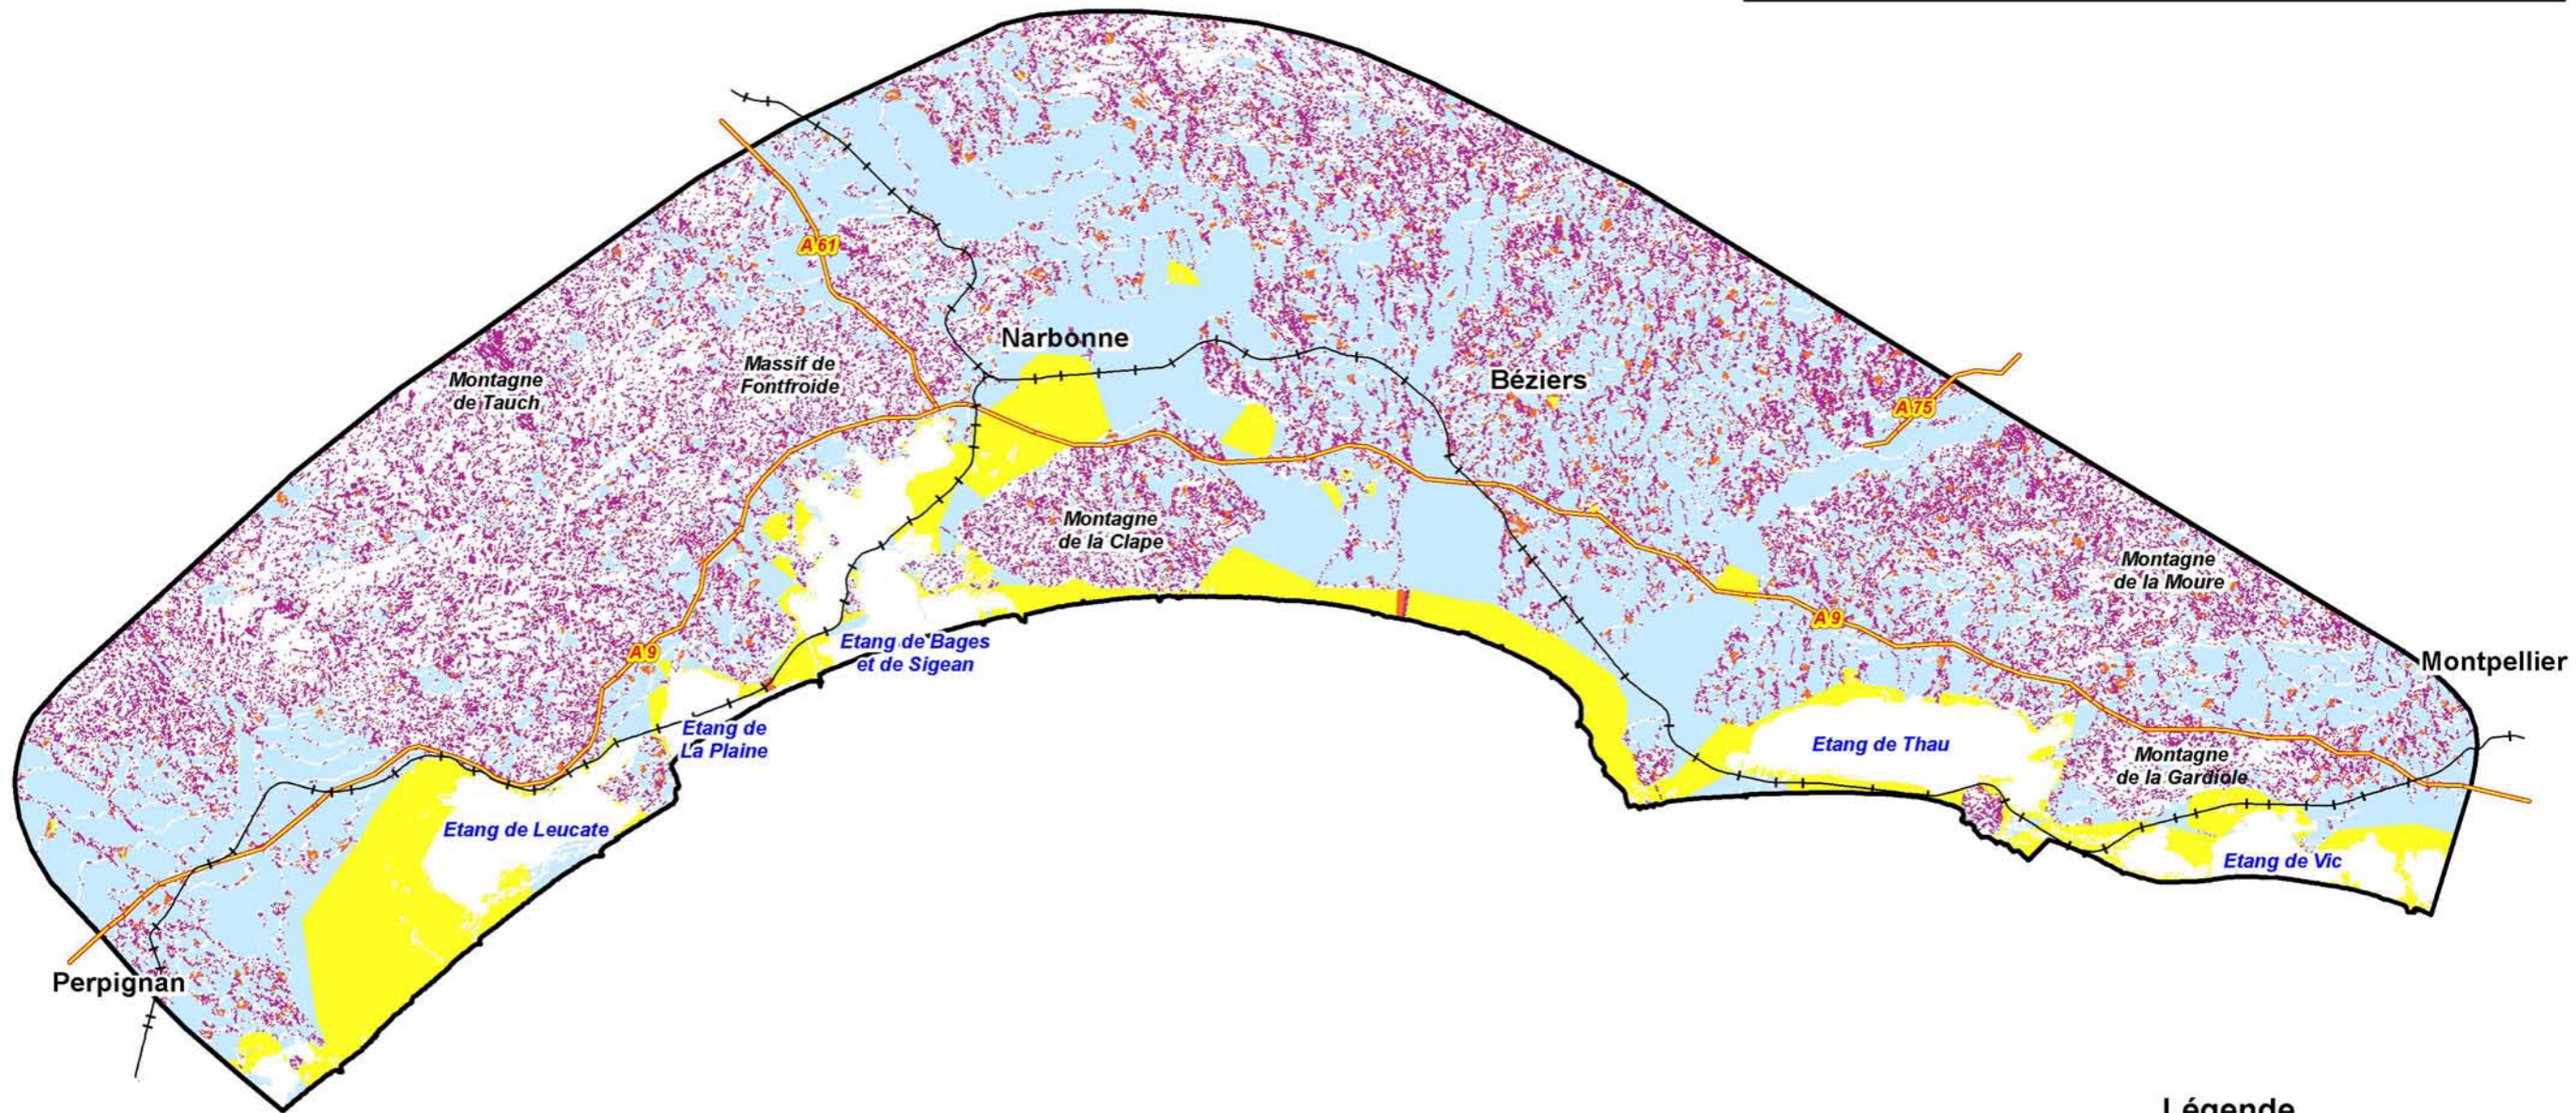 A 61
Narbonne
Massif de
Fontfroide
Montagne
de Tauch
Béziers
A 75
Montagne
de la Clape
Montagne
de la Moure
A 9
A 9
Etang de Bages
et de Sigean
Montpellier
Etang de
La Plaine
Etang de Thau
Montagne
de la Gardiole
Etang de Leucate
Etang de Vic
Perpignan
Légende